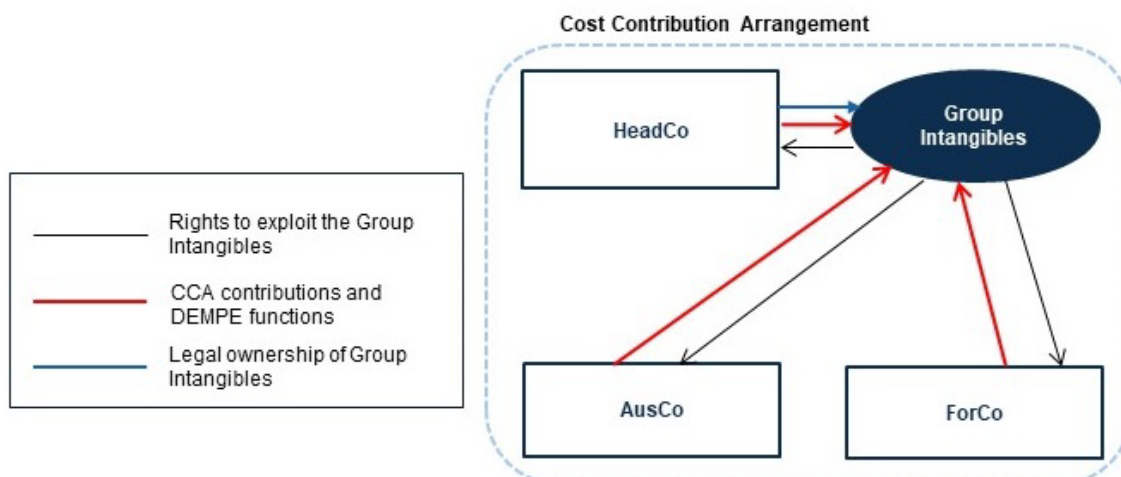 Cost Contribution Arrangement
HeadCo
Group
Intangibles
Rights to exploit the Group
Intangibles
CCA contributions and
DEMPE functions
Legal ownership of Group
Intangibles
AusCo
ForCo